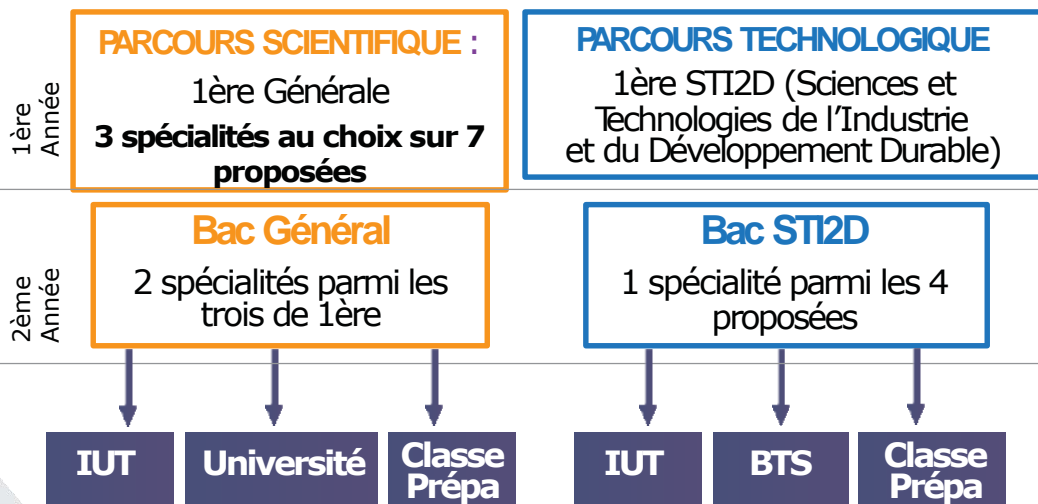 PARCOURS SCIENTIFIQUE :
1ère Générale
3 spécialités au choix sur 7
proposées
PARCOURS TECHNOLOGIQUE
1ère STI2D (Sciences et
Technologies de l’Industrie
et du Développement Durable)
1ère
Année
Bac Général
2 spécialités parmi les
trois de 1ère
Bac STI2D
1 spécialité parmi les 4
proposées
2ème
Année
IUT
Université
Classe
Prépa
IUT
BTS
Classe
Prépa